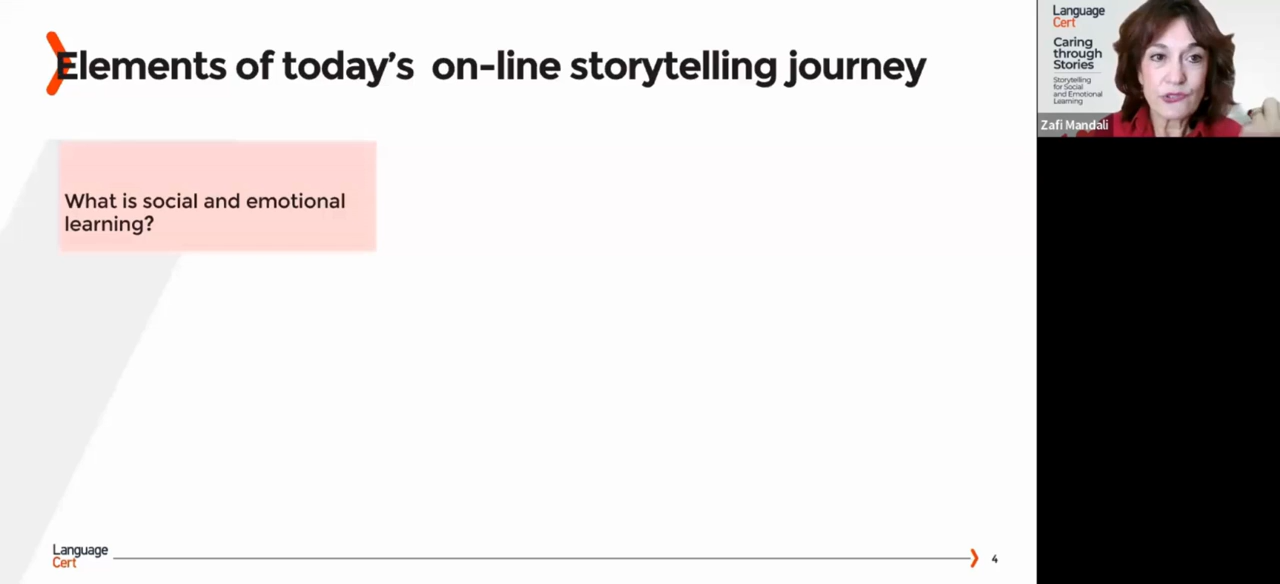 Elements of today's  on-line storytelling journey
What is social and emotional
learning?
Language
Cert
4
Language
Cert
Caring
through
Stories
Storytelling
for Social
and Emotional
Learning
Zafi Mandali